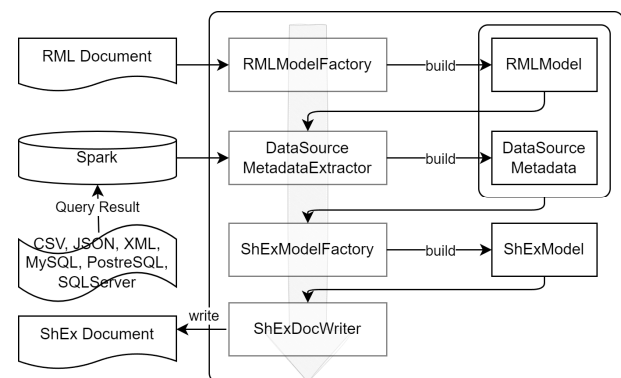 RML Document
RMLModelFactory
build
RMLModel
Spark
DataSource
MetadataExtractor
build
DataSource
Metadata
Query Result
CSV, JSON, XML,
MySQL, PostreSQL,
SQLServer
ShExModelFactory
build
ShExModel
ShEx Document
write
ShExDocWriter